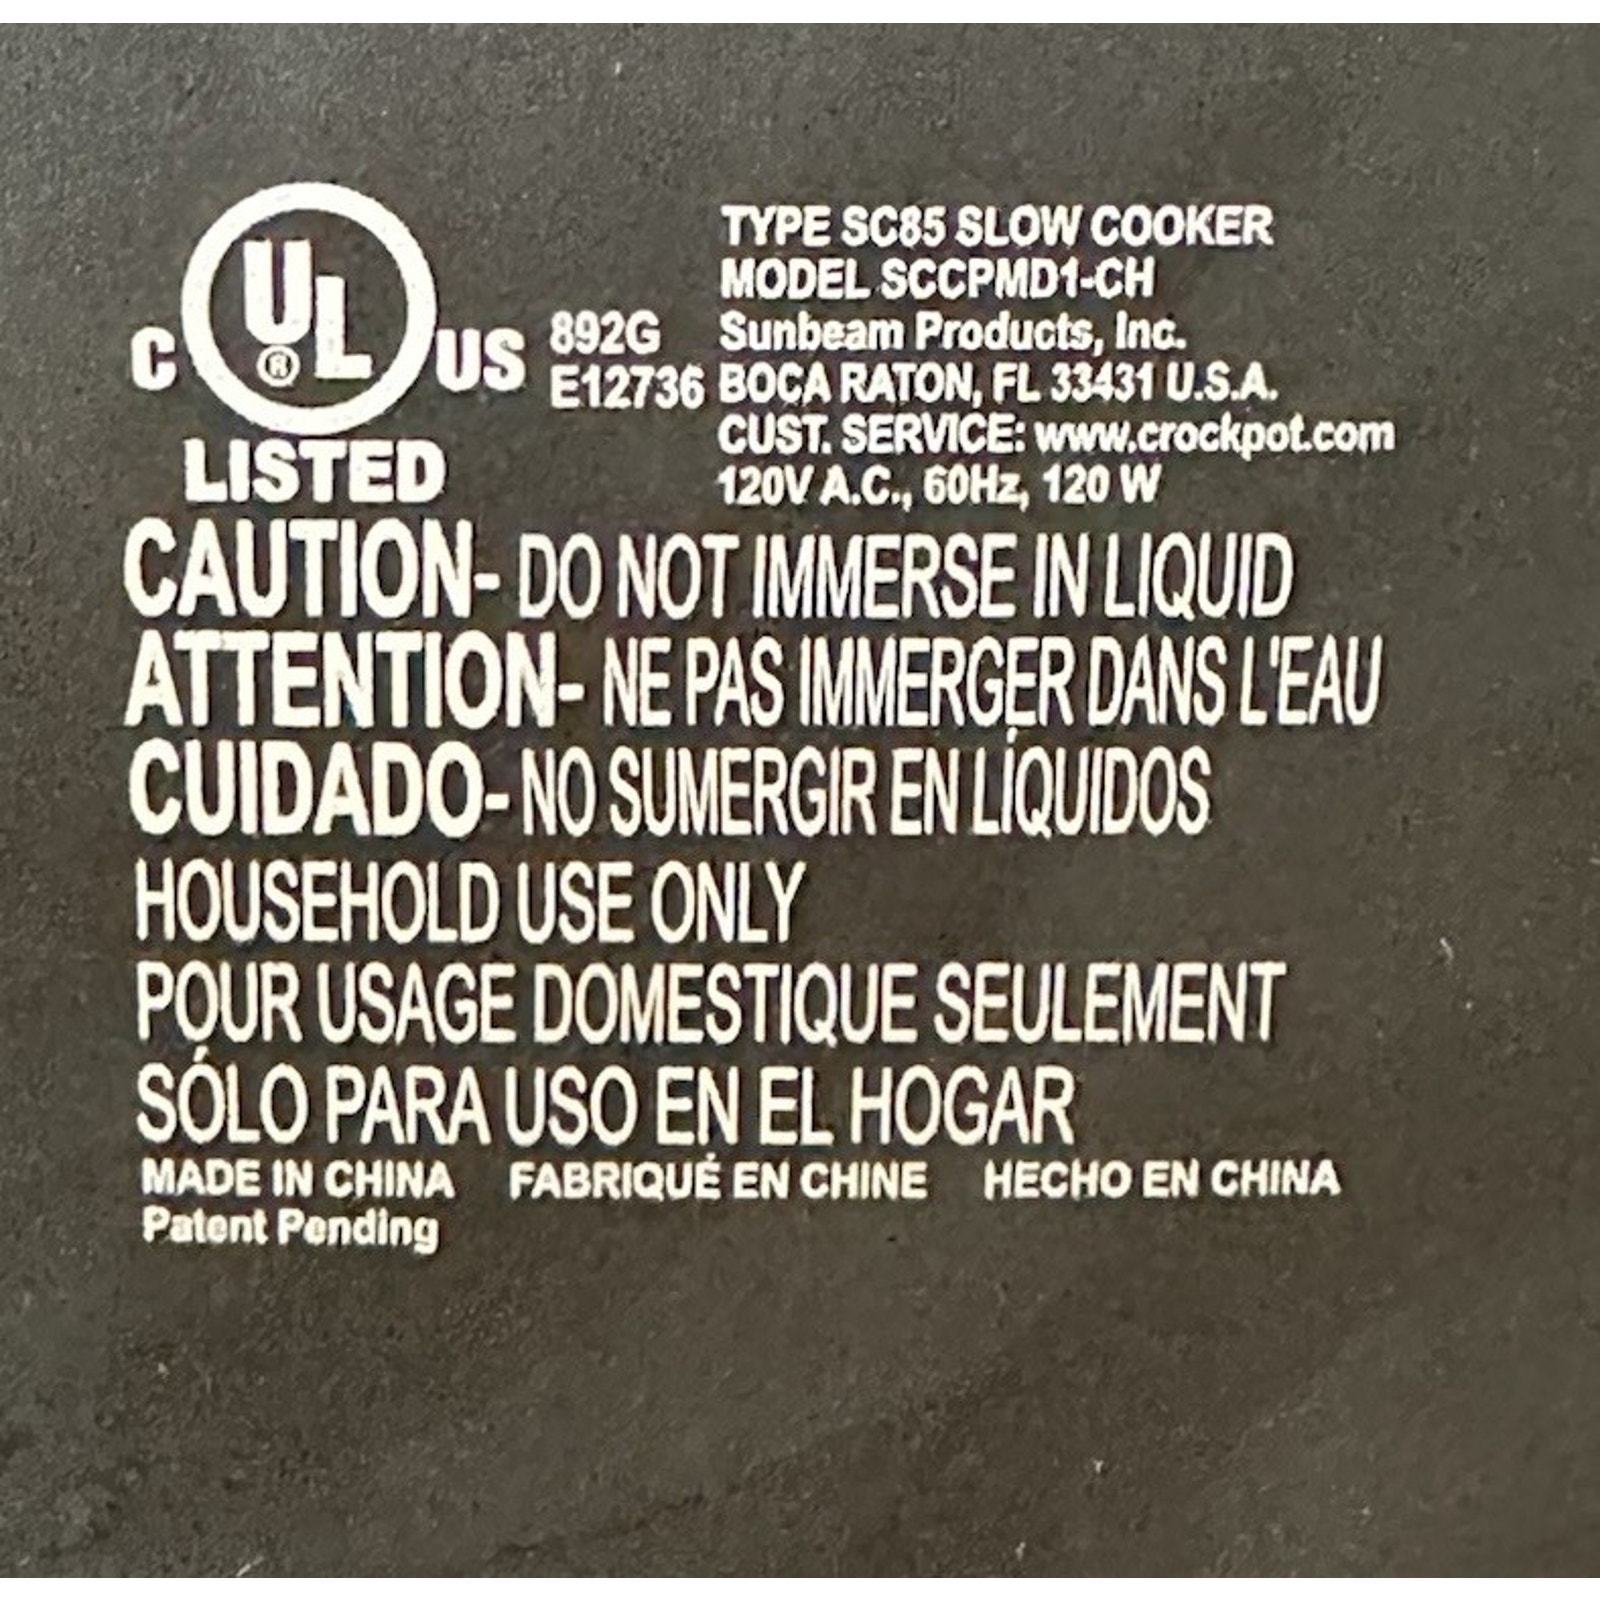 C UL ® US
LISTED
892G
E12736
TYPE SC85 SLOW COOKER
MODEL SCCPMD1-CH
Sunbeam Products, Inc.
BOCA RATON, FL 33431 U.S.A.
CUST. SERVICE: www.crockpot.com
120V A.C., 60Hz, 120 W
CAUTION- DO NOT IMMERSE IN LIQUID
ATTENTION- NE PAS IMMERGER DANS L'EAU
CUIDADO- NO SUMERGIR EN LÍQUIDOS
HOUSEHOLD USE ONLY
POUR USAGE DOMESTIQUE SEULEMENT
SÓLO PARA USO EN EL HOGAR
MADE IN CHINA FABRIQUÉ EN CHINE HECHO EN CHINA
Patent Pending